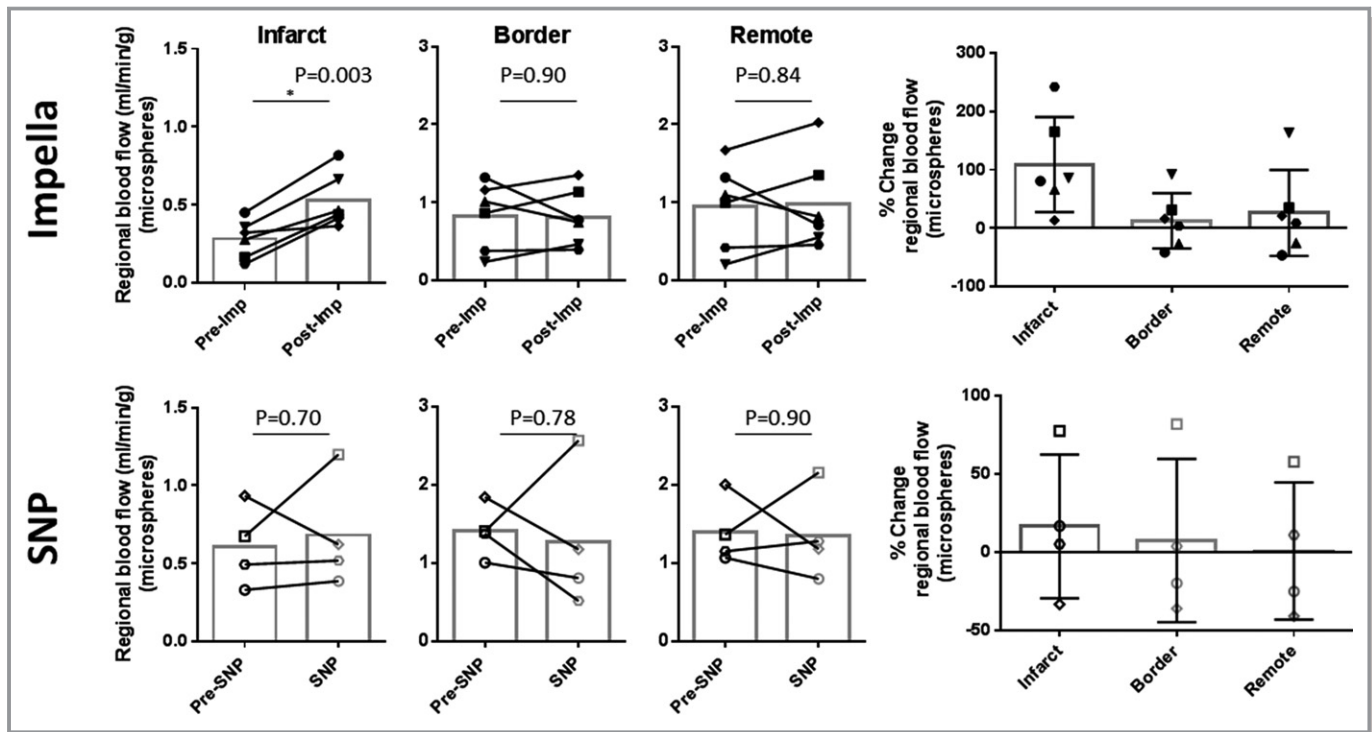 Impella
Infarct
Border
Remote
Regional blood flow (ml/min/g)
(microspheres)
1.5
1.0
0.5
0.0
P=0.003
*
Pre-Imp
Post-Imp
3
2
1
0
P=0.90
Pre-Imp
Post-Imp
3
2
1
0
P=0.84
Pre-Imp
Post-Imp
% Change
regional blood flow
(microspheres)
300
200
100
0
-100
Infarct
Border
Remote
SNP
Regional blood flow (ml/min/g)
(microspheres)
1.5
1.0
0.5
0.0
P=0.70
Pre-SNP
SNP
3
2
1
0
P=0.78
Pre-SNP
SNP
3
2
1
0
P=0.90
Pre-SNP
SNP
% Change
regional blood flow
(microspheres)
100
50
0
-50
Infarct
Border
Remote